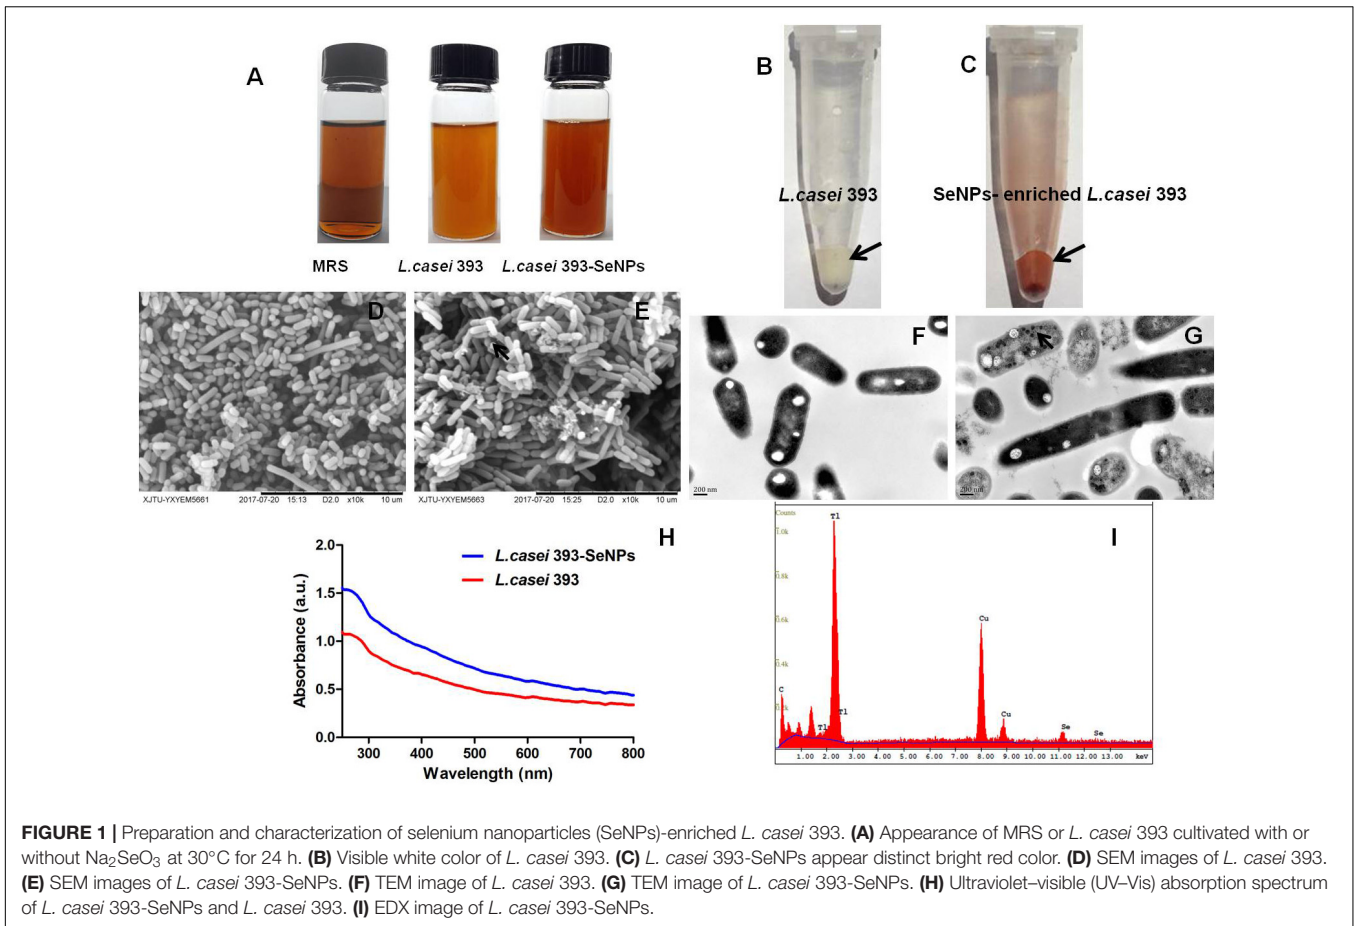 A
MRS
L.casei 393
L.casei 393-SeNPs
B
L.casei 393
C
SeNPs- enriched L.casei 393
D
XJTU-YXYEM5661 2017-07-20 15:13 D2.0 x10k 10 um
E
XJTU-YXYEM5663 2017-07-20 15:25 D2.0 x10k 10 um
F
200 nm
G
200 nm
H
L.casei 393-SeNPs
L.casei 393
Absorbance (a.u.)
2.0
1.5
1.0
0.5
0.0
300 400 500 600 700 800
Wavelength (nm)
I
Counts
1.0k
0.8k
0.6k
0.4k
C
Tl
Tl
Tl
Cu
Cu
Se
Se
1.00 2.00 3.00 4.00 5.00 6.00 7.00 8.00 9.00 10.00 11.00 12.00 13.00 keV
FIGURE 1 | Preparation and characterization of selenium nanoparticles (SeNPs)-enriched L. casei 393. (A) Appearance of MRS or L. casei 393 cultivated with or
without Na2SeO3 at 30°C for 24 h. (B) Visible white color of L. casei 393. (C) L. casei 393-SeNPs appear distinct bright red color. (D) SEM images of L. casei 393.
(E) SEM images of L. casei 393-SeNPs. (F) TEM image of L. casei 393. (G) TEM image of L. casei 393-SeNPs. (H) Ultraviolet–visible (UV–Vis) absorption spectrum
of L. casei 393-SeNPs and L. casei 393. (I) EDX image of L. casei 393-SeNPs.